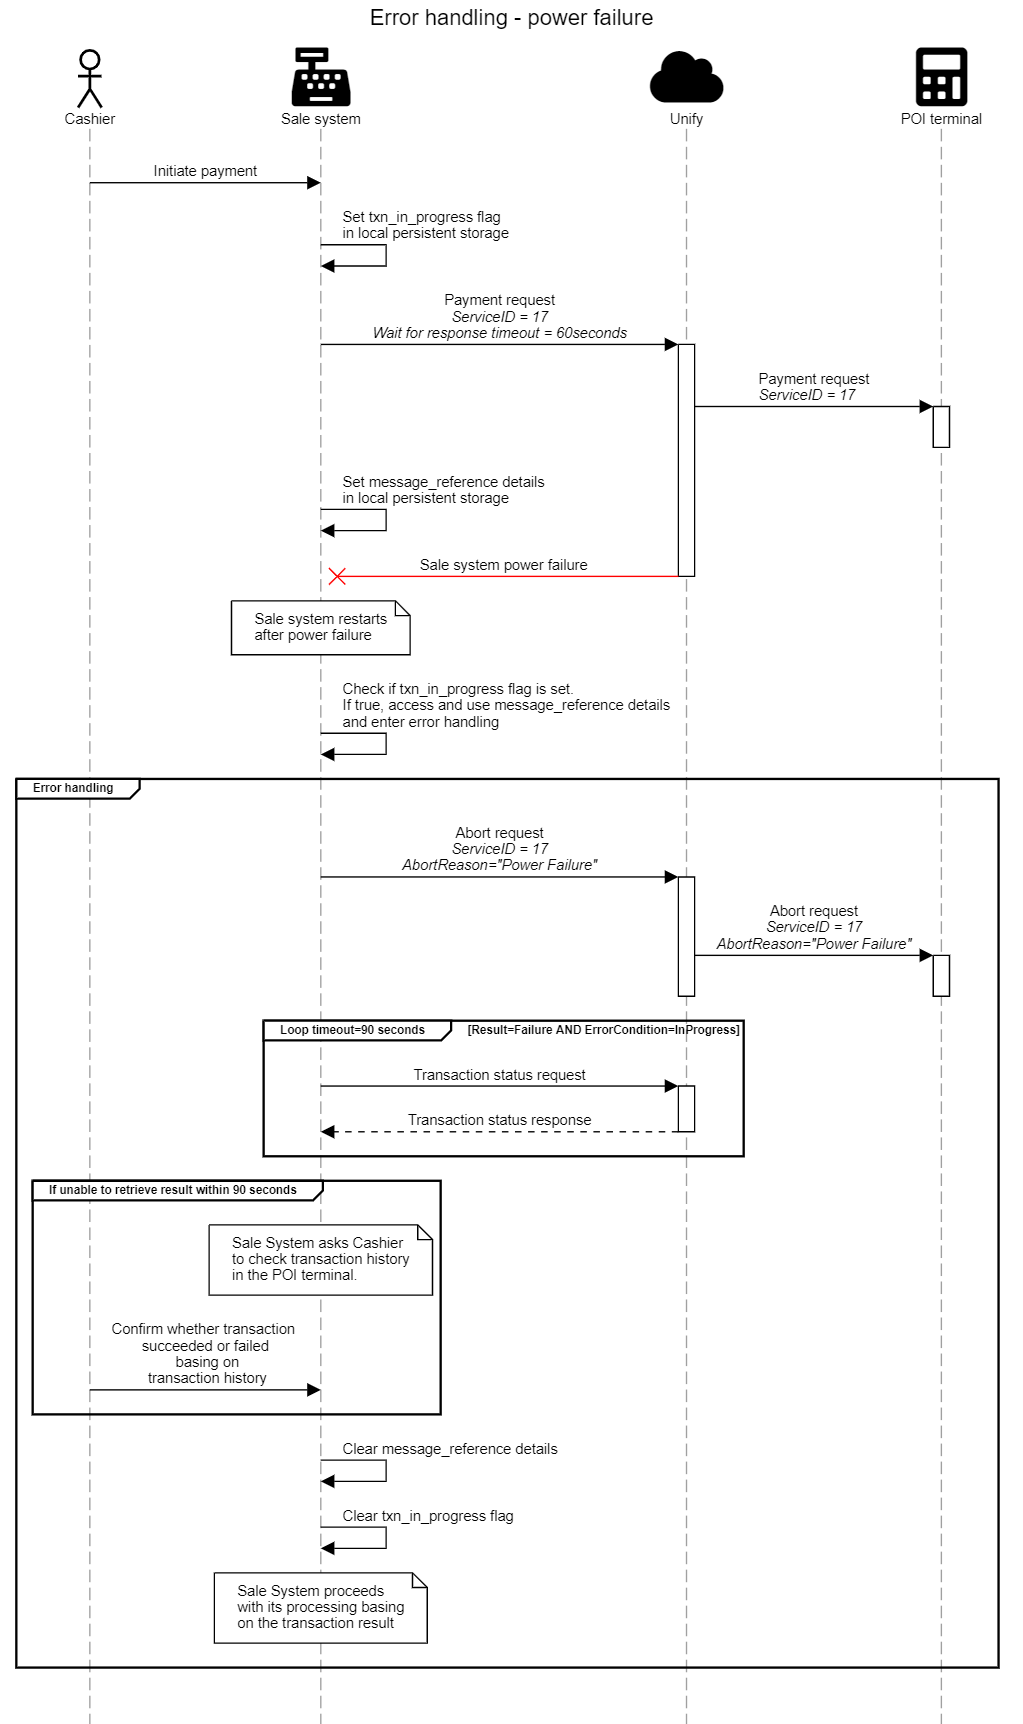 Error handling - power failure
Cashier
Sale system
Unify
POI terminal
Initiate payment
Set txn_in_progress flag
in local persistent storage
Payment request
ServiceID = 17
Wait for response timeout = 60seconds
Payment request
ServiceID = 17
Set message_reference details
in local persistent storage
Sale system power failure
Sale system restarts
after power failure
Check if txn_in_progress flag is set.
If true, access and use message_reference details
and enter error handling
Error handling
Abort request
ServiceID = 17
AbortReason="Power Failure"
Abort request
ServiceID = 17
AbortReason="Power Failure"
Loop timeout=90 seconds
[Result=Failure AND ErrorCondition=InProgress]
Transaction status request
Transaction status response
If unable to retrieve result within 90 seconds
Sale System asks Cashier
to check transaction history
in the POI terminal.
Confirm whether transaction
succeeded or failed
basing on
transaction history
Clear message_reference details
Clear txn_in_progress flag
Sale System proceeds
with its processing basing
on the transaction result